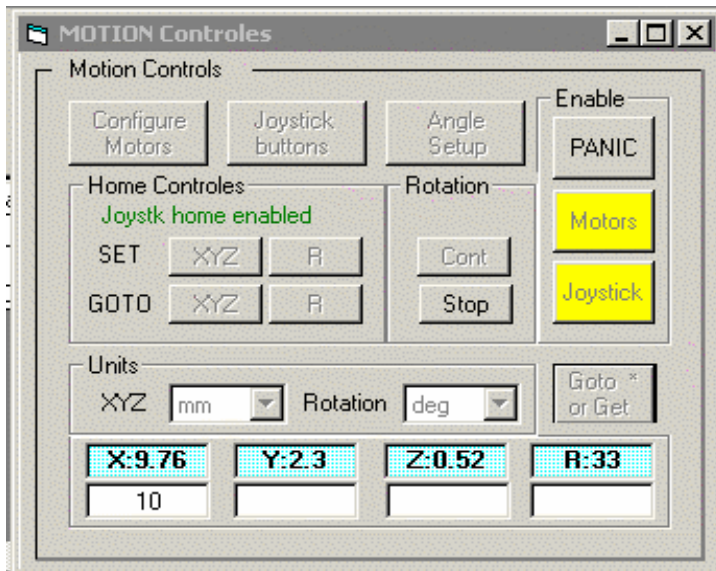 MOTION Controles
Motion Controls
Configure
Motors
Joystick
buttons
Angle
Setup
Enable
PANIC
Motors
Joystick
Home Controles
Joystk home enabled
SET XYZ R
GOTO XYZ R
Rotation
Cont
Stop
Units
XYZ mm Rotation deg
Goto *
or Get
X:9.76 Y:2.3 Z:0.52 R:33
10